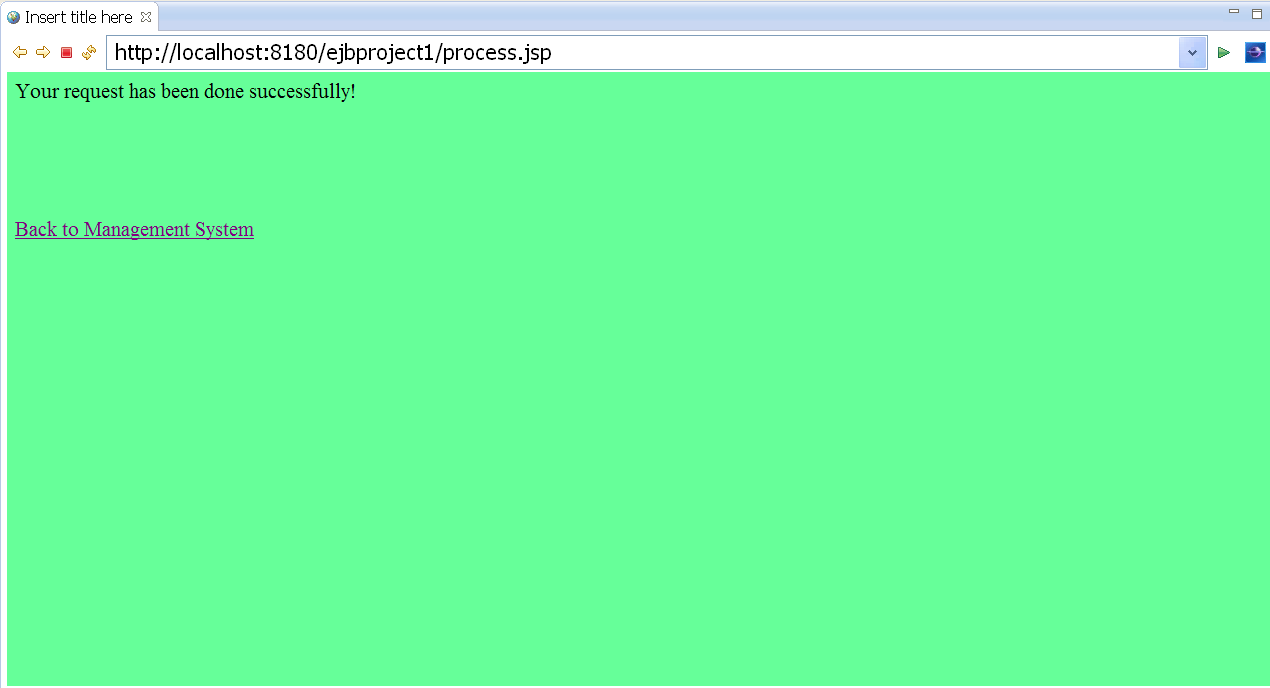 Insert title here
http://localhost:8180/ejbproject1/process.jsp
Your request has been done successfully!
Back to Management System